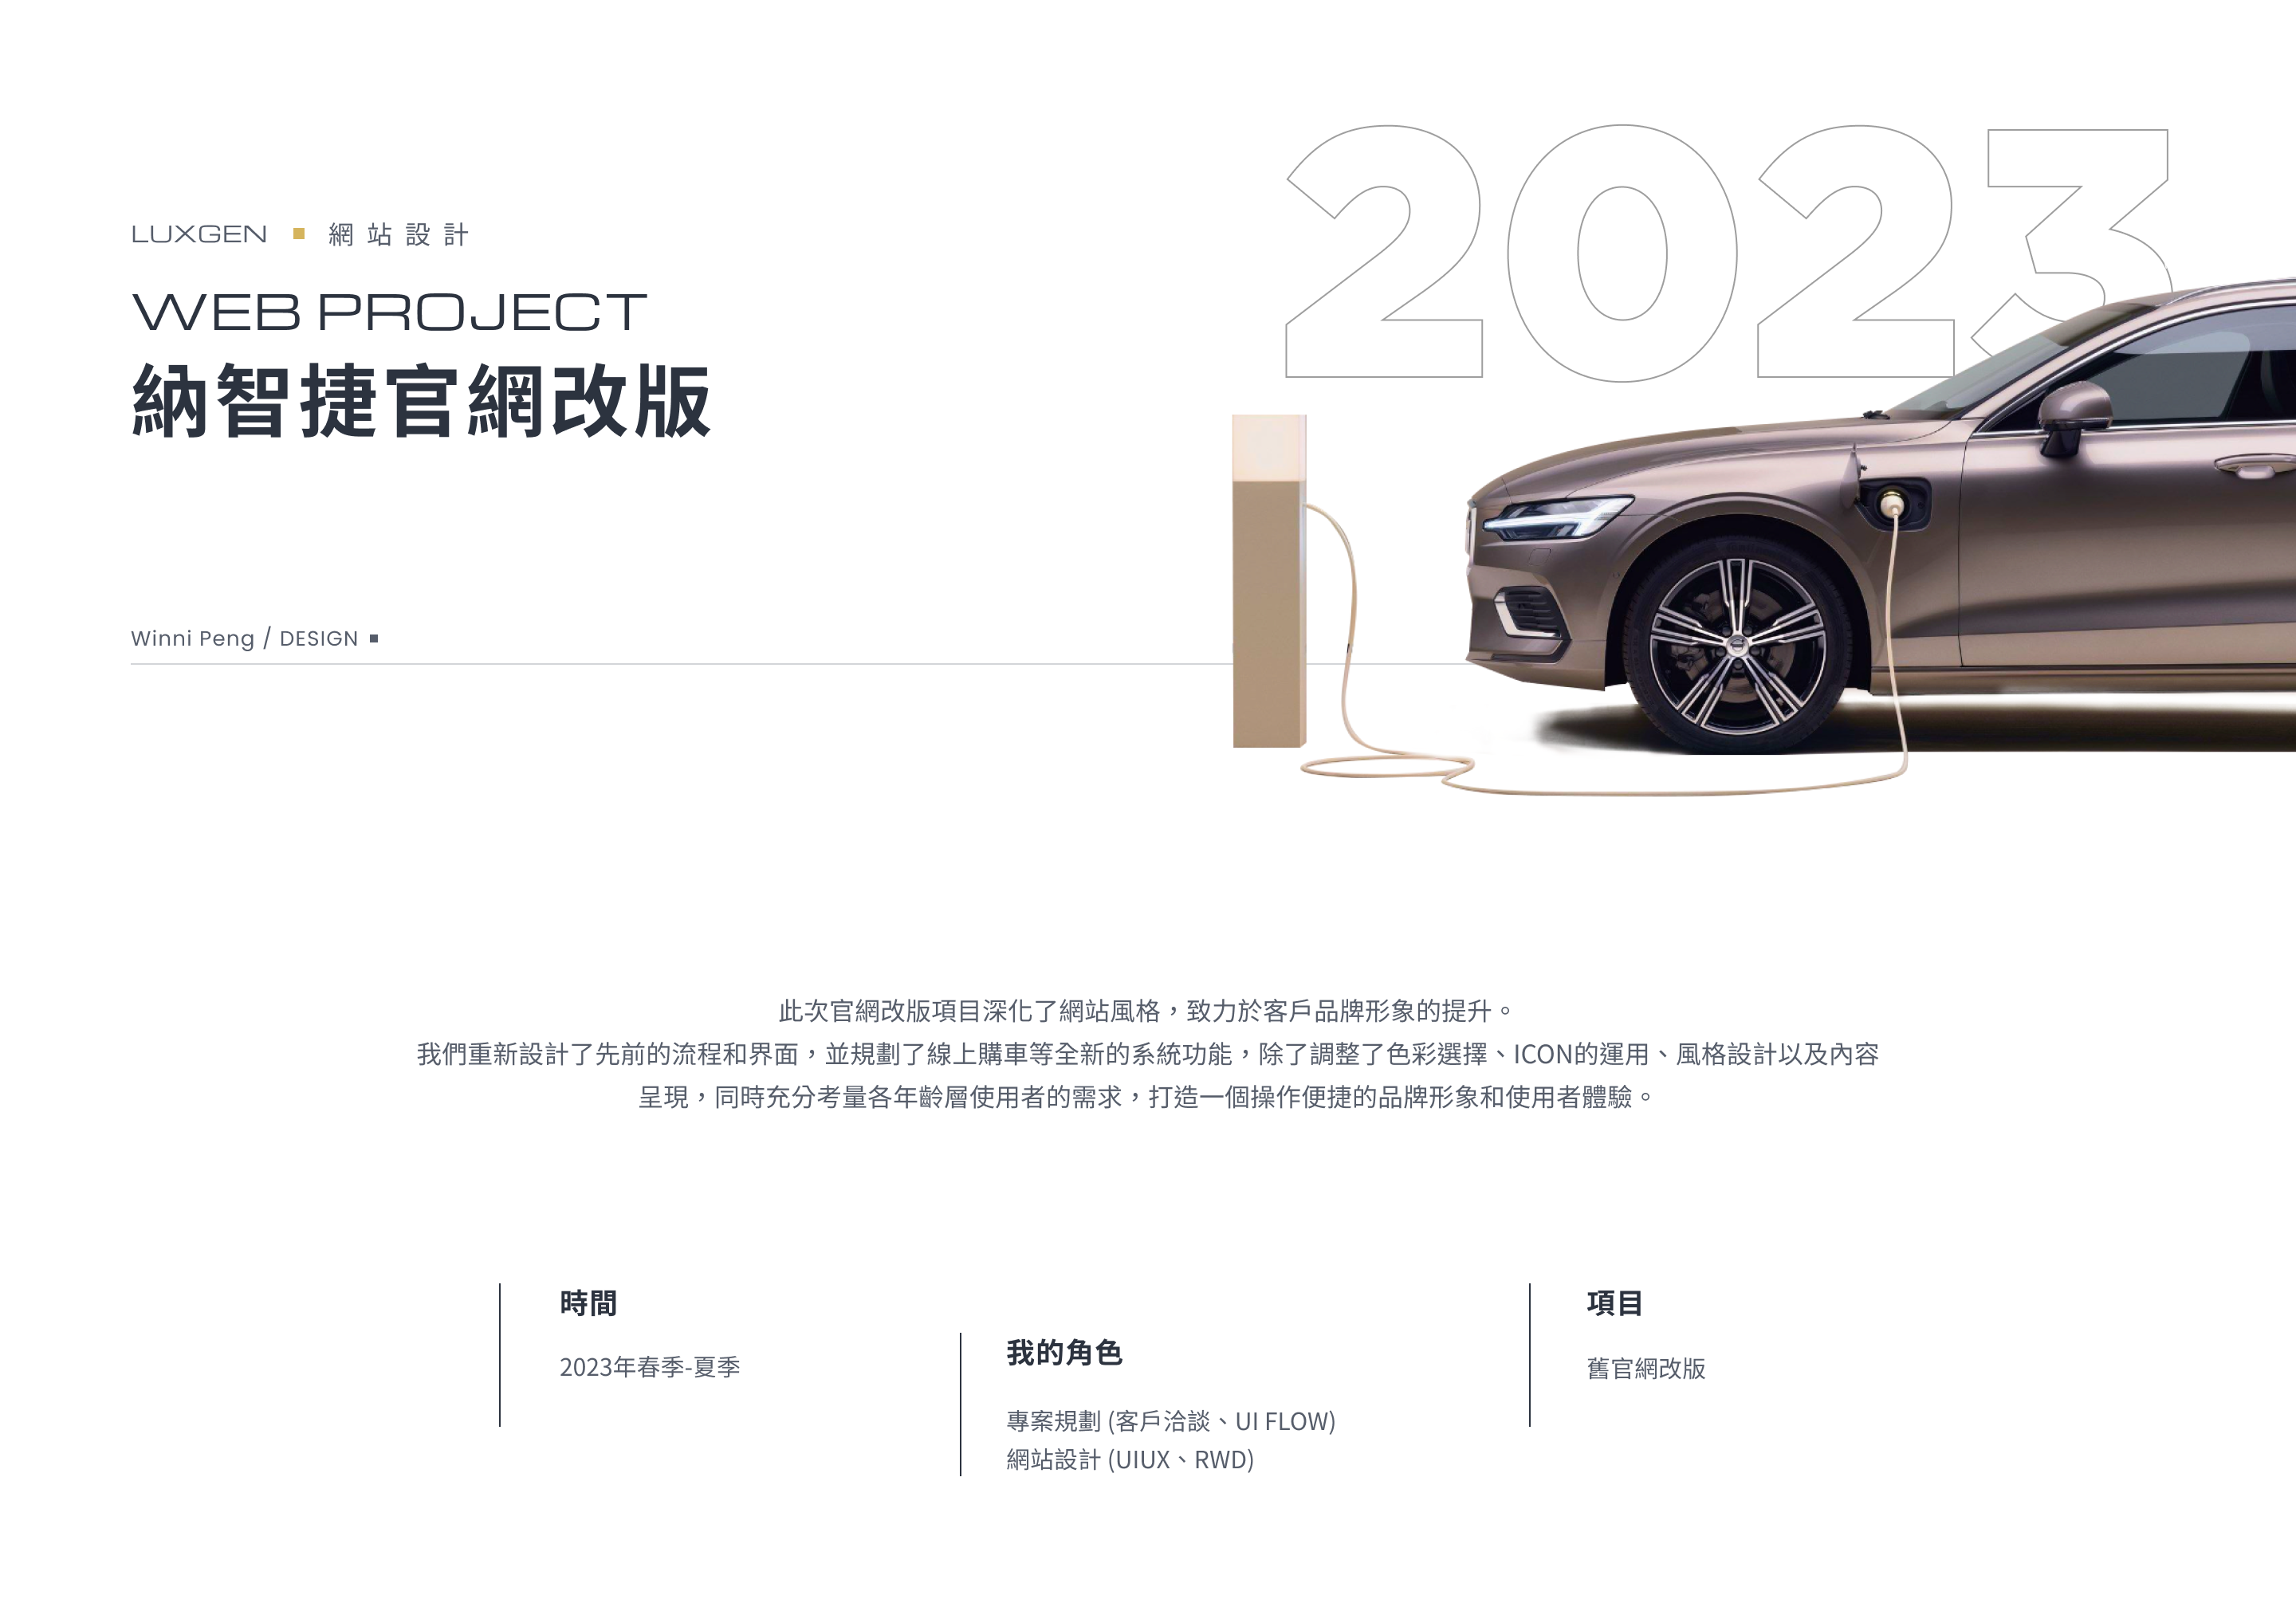 2023
LUXGEN ■ 網站設計
WEB PROJECT
納智捷官網改版
Winni Peng / DESIGN ■
此次官網改版項目深化了網站風格，致力於客戶品牌形象的提升。
我們重新設計了先前的流程和界面，並規劃了線上購車等全新的系統功能，除了調整了色彩選擇、ICON的運用、風格設計以及內容
呈現，同時充分考量各年齡層使用者的需求，打造一個操作便捷的品牌形象和使用者體驗。
時間
2023年春季-夏季
我的角色
專案規劃 (客戶洽談、UI FLOW)
網站設計 (UIUX、RWD)
項目
舊官網改版